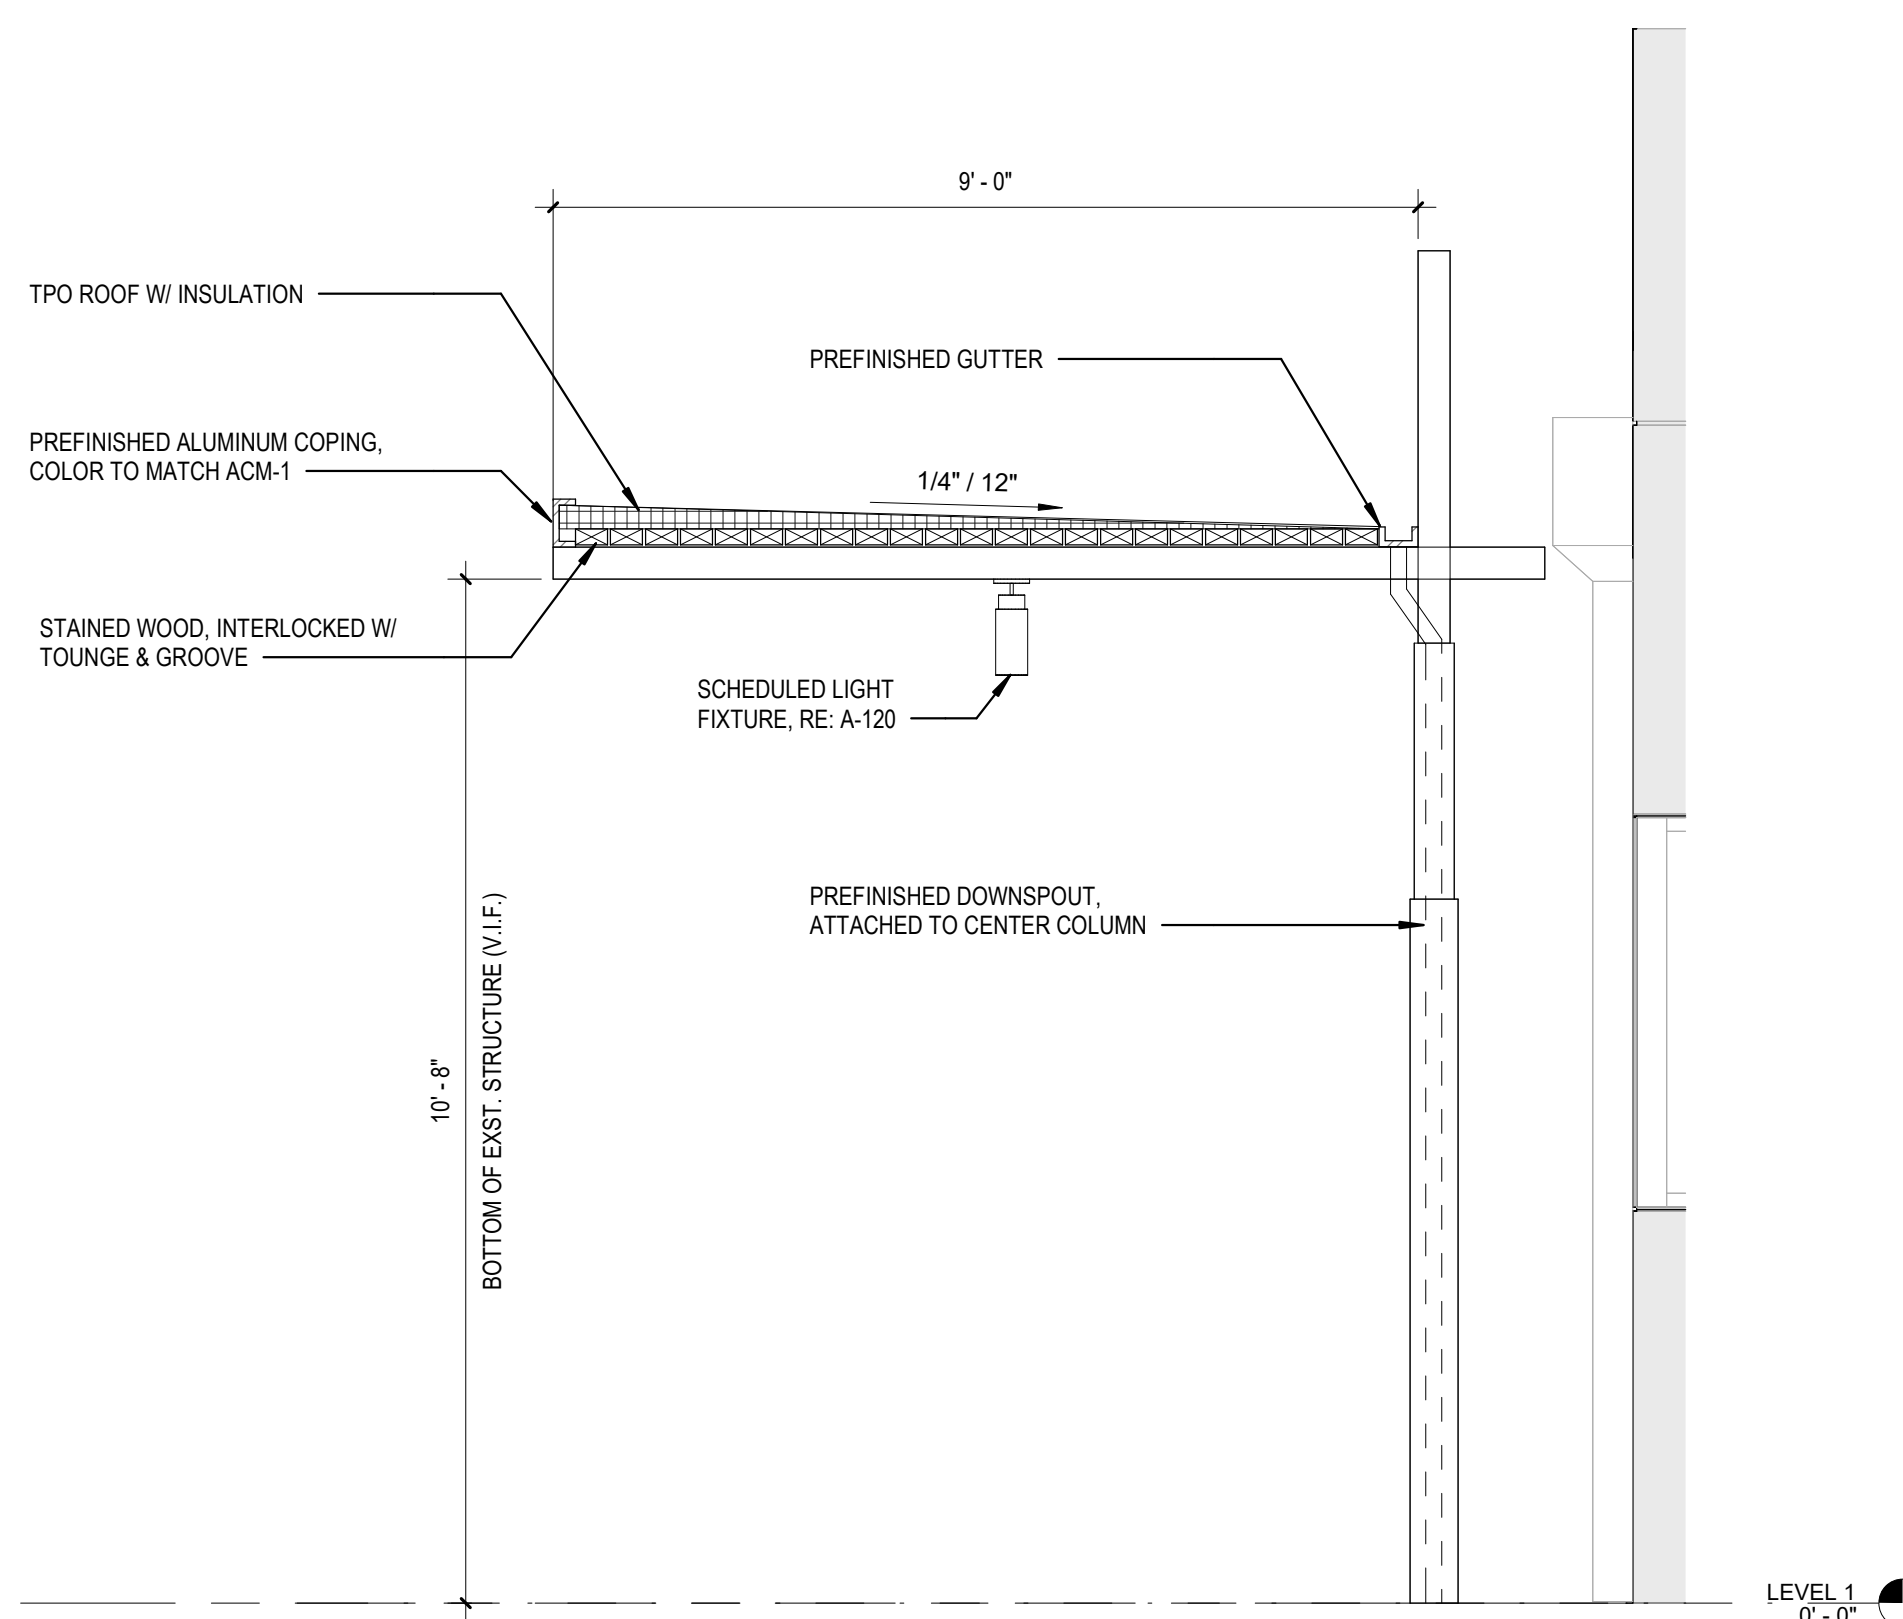 9' - 0"
TPO ROOF W/ INSULATION
PREFINISHED GUTTER
PREFINISHED ALUMINUM COPING,
COLOR TO MATCH ACM-1
1/4" / 12"
STAINED WOOD, INTERLOCKED W/
TOUNGE & GROOVE
SCHEDULED LIGHT
FIXTURE, RE: A-120
PREFINISHED DOWNSPOUT,
ATTACHED TO CENTER COLUMN
10' - 8"
BOTTOM OF EXST. STRUCTURE (V.I.F.)
LEVEL 1
0' - 0"